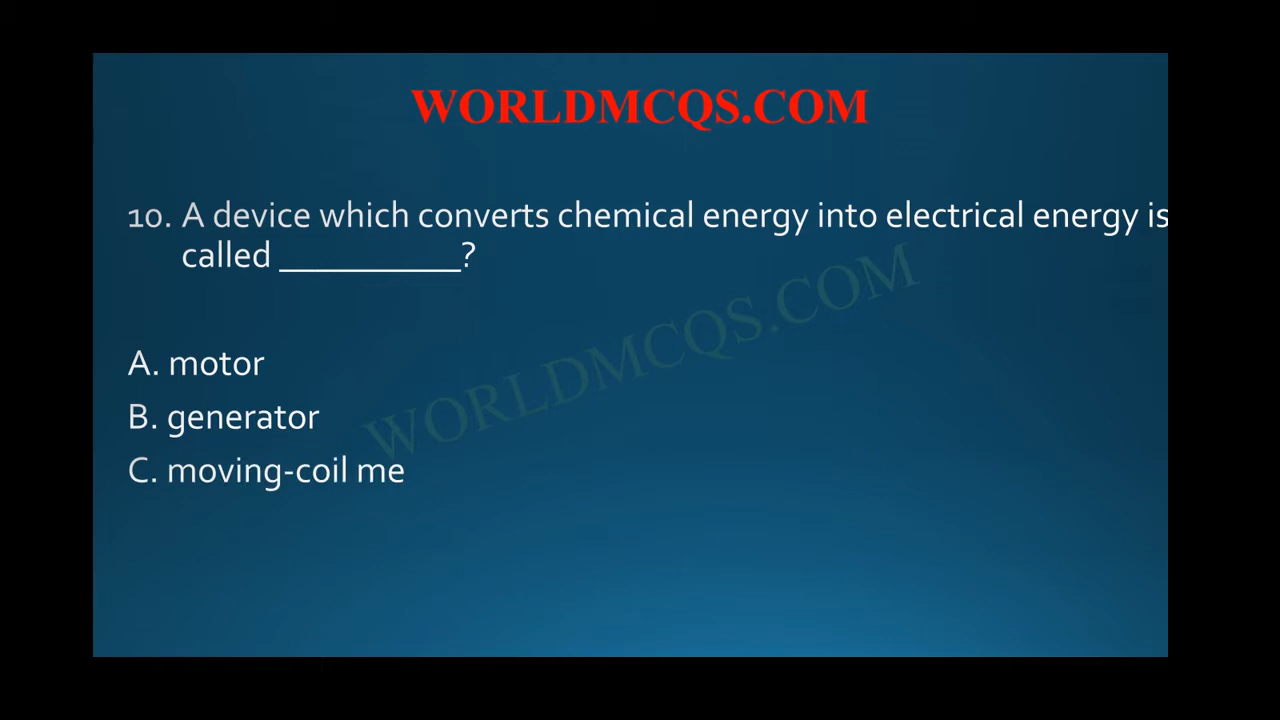 WORLDMCQS.COM
10. A device which converts chemical energy into electrical energy is
called ___________?
WORLDMCQS.COM
A. motor
B. generator
C. moving-coil me